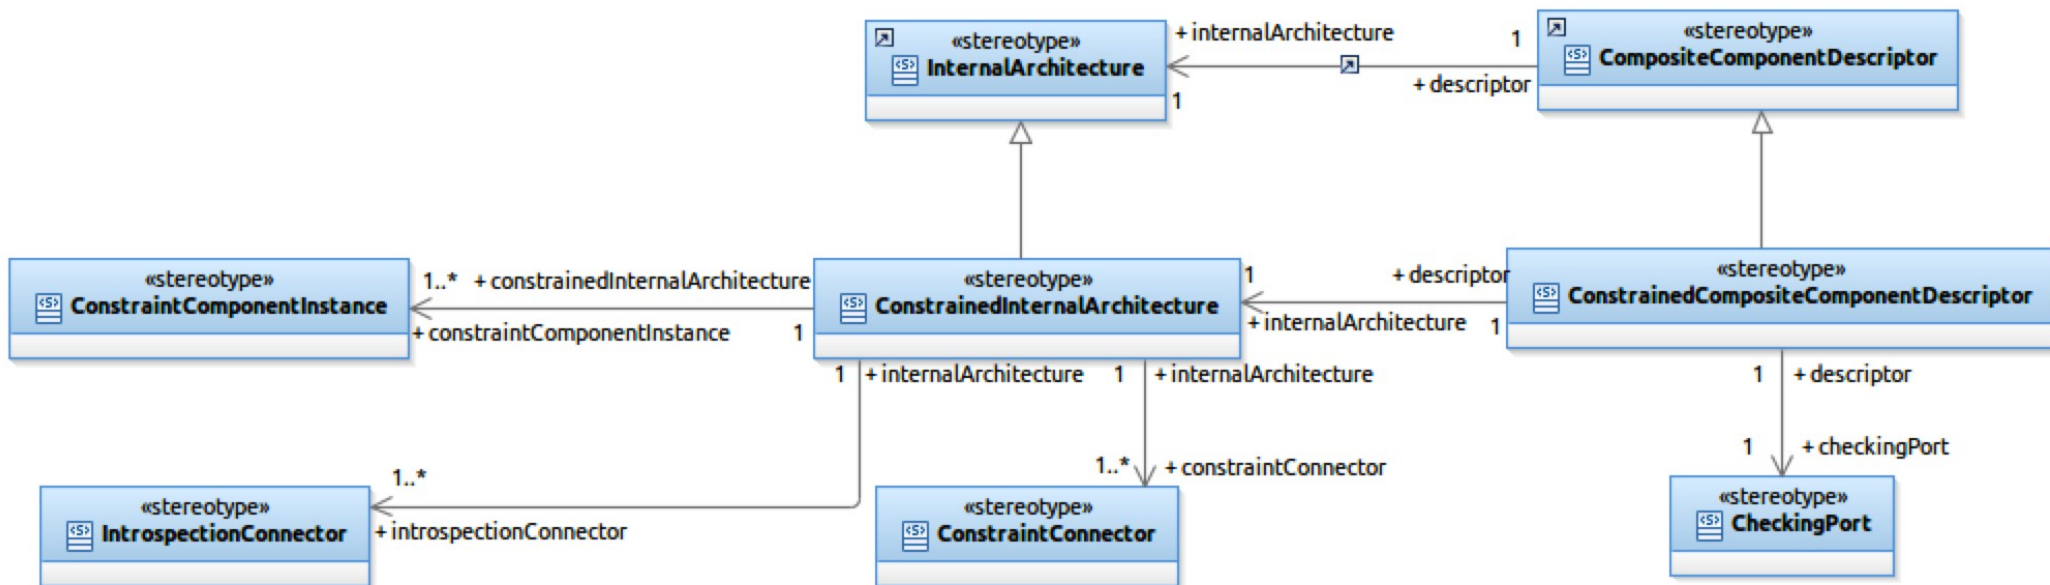 «stereotype»
InternalArchitecture
+ internalArchitecture
1
+ descriptor
1
«stereotype»
CompositeComponentDescriptor
«stereotype»
ConstraintComponentInstance
1..*
+ constrainedInternalArchitecture
+ constraintComponentInstance
1
«stereotype»
ConstrainedInternalArchitecture
1
+ descriptor
+ internalArchitecture
1
«stereotype»
ConstrainedCompositeComponentDescriptor
1
+ internalArchitecture
1
+ internalArchitecture
1
+ descriptor
1..*
+ introspectionConnector
1..*
+ constraintConnector
1
+ checkingPort
«stereotype»
IntrospectionConnector
«stereotype»
ConstraintConnector
«stereotype»
CheckingPort